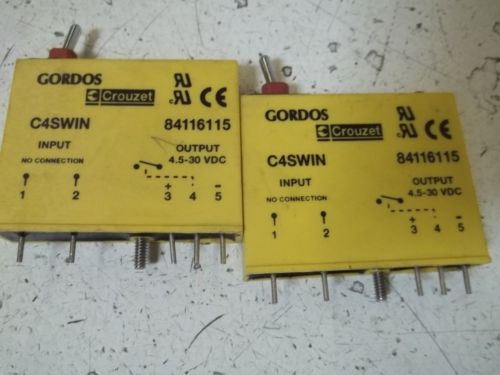 GORDOS
Crouzet
C4SWIN 84116115
INPUT OUTPUT
NO CONNECTION 4.5-30 VDC
1 2 + 3 4 - 5
GORDOS
Crouzet
C4SWIN 84116115
INPUT OUTPUT
NO CONNECTION 4.5-30 VDC
1 2 + 3 4 - 5